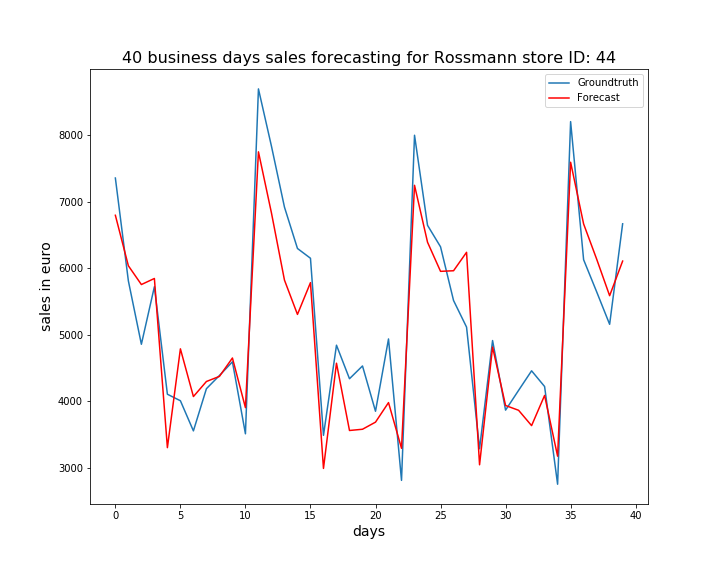 40 business days sales forecasting for Rossmann store ID: 44
Groundtruth
Forecast
8000
7000
6000
5000
4000
3000
sales in euro
0 5 10 15 20 25 30 35 40
days